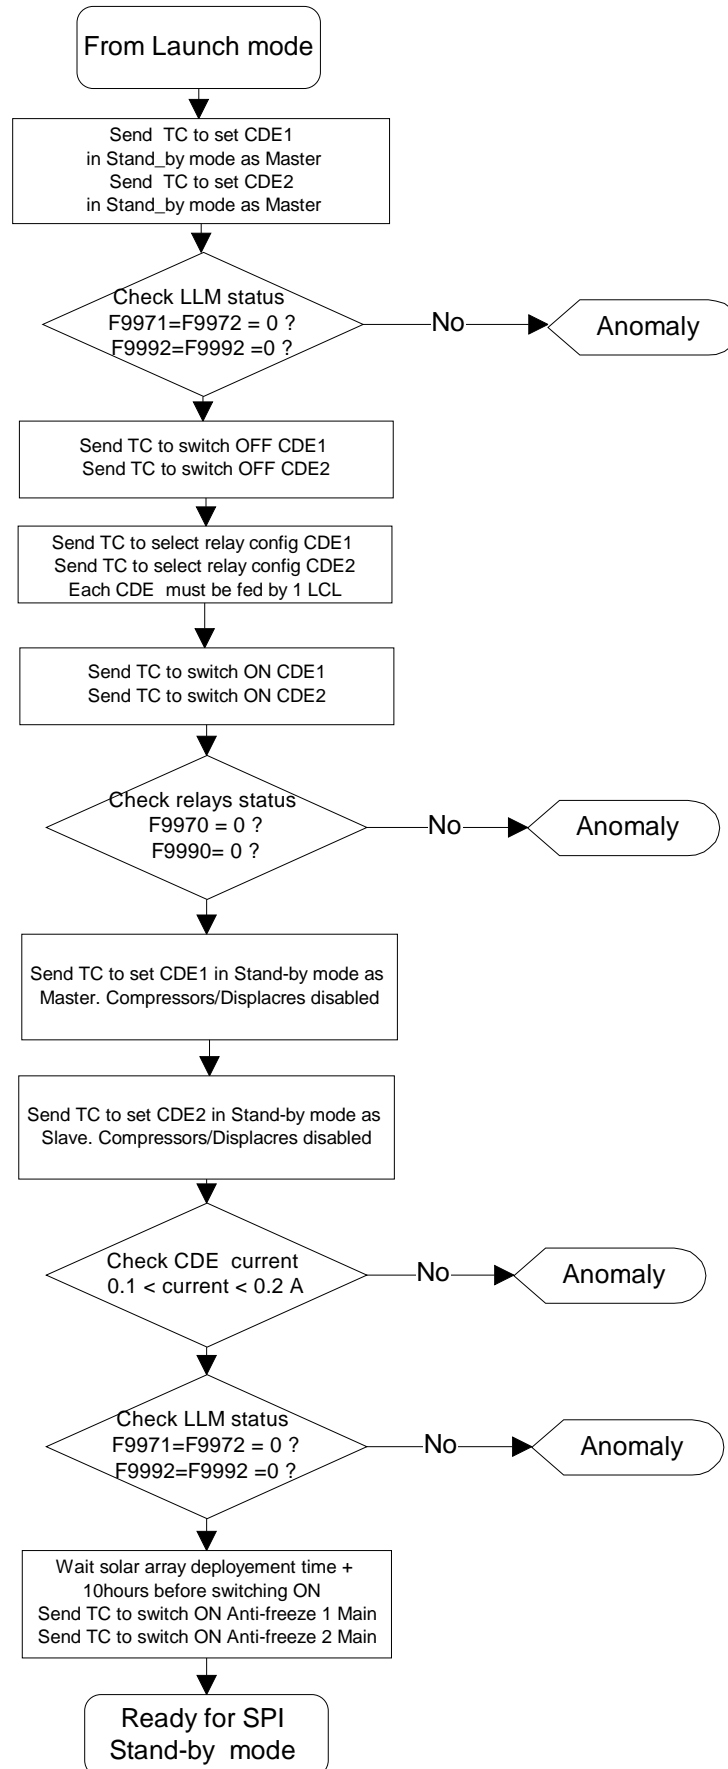 From Launch mode
Send TC to set CDE1
in Stand_by mode as Master
Send TC to set CDE2
in Stand_by mode as Master
Check LLM status
F9971=F9972 = 0 ?
F9992=F9992 =0 ?
No
Anomaly
Send TC to switch OFF CDE1
Send TC to switch OFF CDE2
Send TC to select relay config CDE1
Send TC to select relay config CDE2
Each CDE must be fed by 1 LCL
Send TC to switch ON CDE1
Send TC to switch ON CDE2
Check relays status
F9970 = 0 ?
F9990= 0 ?
No
Anomaly
Send TC to set CDE1 in Stand-by mode as
Master. Compressors/Displacres disabled
Send TC to set CDE2 in Stand-by mode as
Slave. Compressors/Displacres disabled
Check CDE current
0.1 < current < 0.2 A
No
Anomaly
Check LLM status
F9971=F9972 = 0 ?
F9992=F9992 =0 ?
No
Anomaly
Wait solar array deployement time +
10hours before switching ON
Send TC to switch ON Anti-freeze 1 Main
Send TC to switch ON Anti-freeze 2 Main
Ready for SPI
Stand-by mode